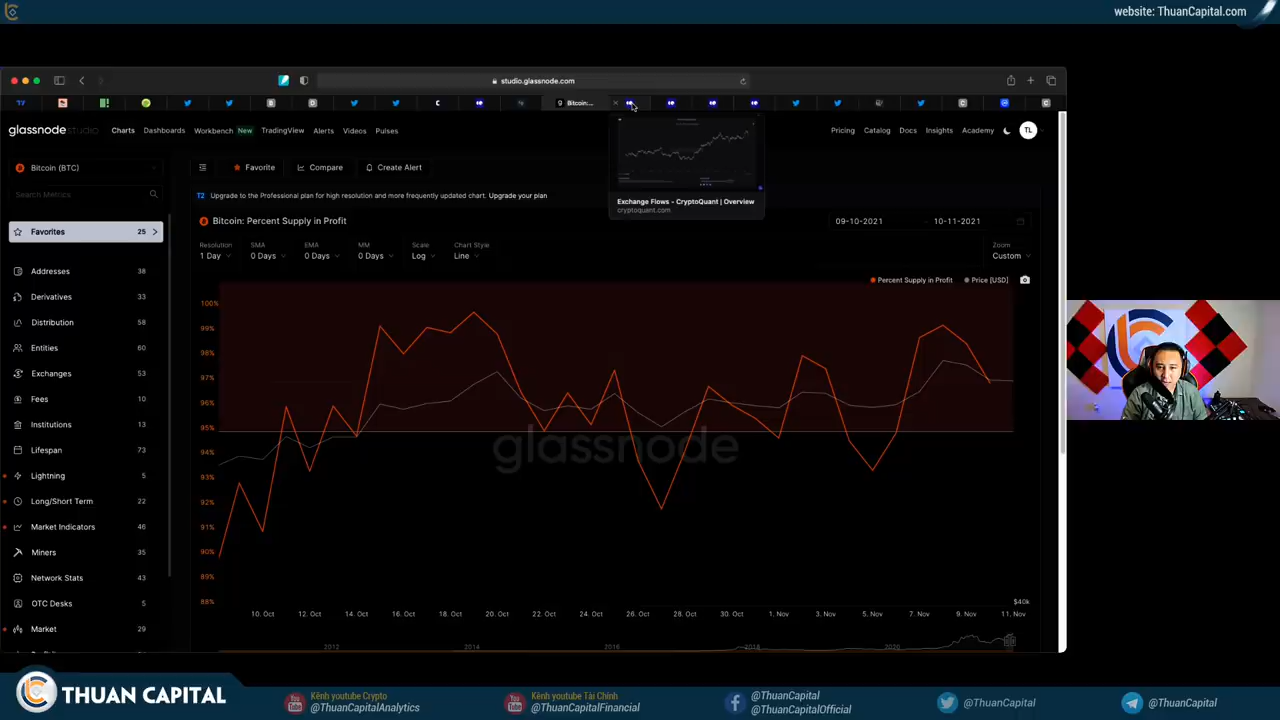 website: ThuanCapital.com
studio.glassnode.com
Bitcoin:...
glassnode studio
Charts
Dashboards
Workbench New
TradingView
Alerts
Videos
Pulses
Pricing
Catalog
Docs
Insights
Academy
TL
Bitcoin (BTC)
Favorite
Compare
Create Alert
Search Metrics
T2 Upgrade to the Professional plan for high resolution and more frequently updated chart. Upgrade your plan
Exchange Flows - CryptoQuant | Overview
cryptoquant.com
Bitcoin: Percent Supply in Profit
09-10-2021
10-11-2021
Favorites 25
Resolution
1 Day
SMA
0 Days
EMA
0 Days
MM
0 Days
Scale
Log
Chart Style
Line
Zoom
Custom
Addresses 38
Derivatives 33
Distribution 58
Entities 60
Exchanges 53
Fees 10
Institutions 13
Lifespan 73
Lightning 5
Long/Short Term 22
Market Indicators 46
Miners 35
Network Stats 43
OTC Desks 5
Market 29
Percent Supply in Profit
Price [USD]
100%
99%
98%
97%
96%
95%
94%
93%
92%
91%
90%
89%
88%
glassnode
$40k
10. Oct
12. Oct
14. Oct
16. Oct
18. Oct
20. Oct
22. Oct
24. Oct
26. Oct
28. Oct
30. Oct
1. Nov
3. Nov
5. Nov
7. Nov
9. Nov
11. Nov
2012
2014
2018
2020
THUAN CAPITAL
Kênh youtube Crypto
@ThuanCapitalAnalytics
Kênh youtube Tài Chính
@ThuanCapitalFinancial
@ThuanCapital
@ThuanCapitalOfficial
@ThuanCapital
@ThuanCapital